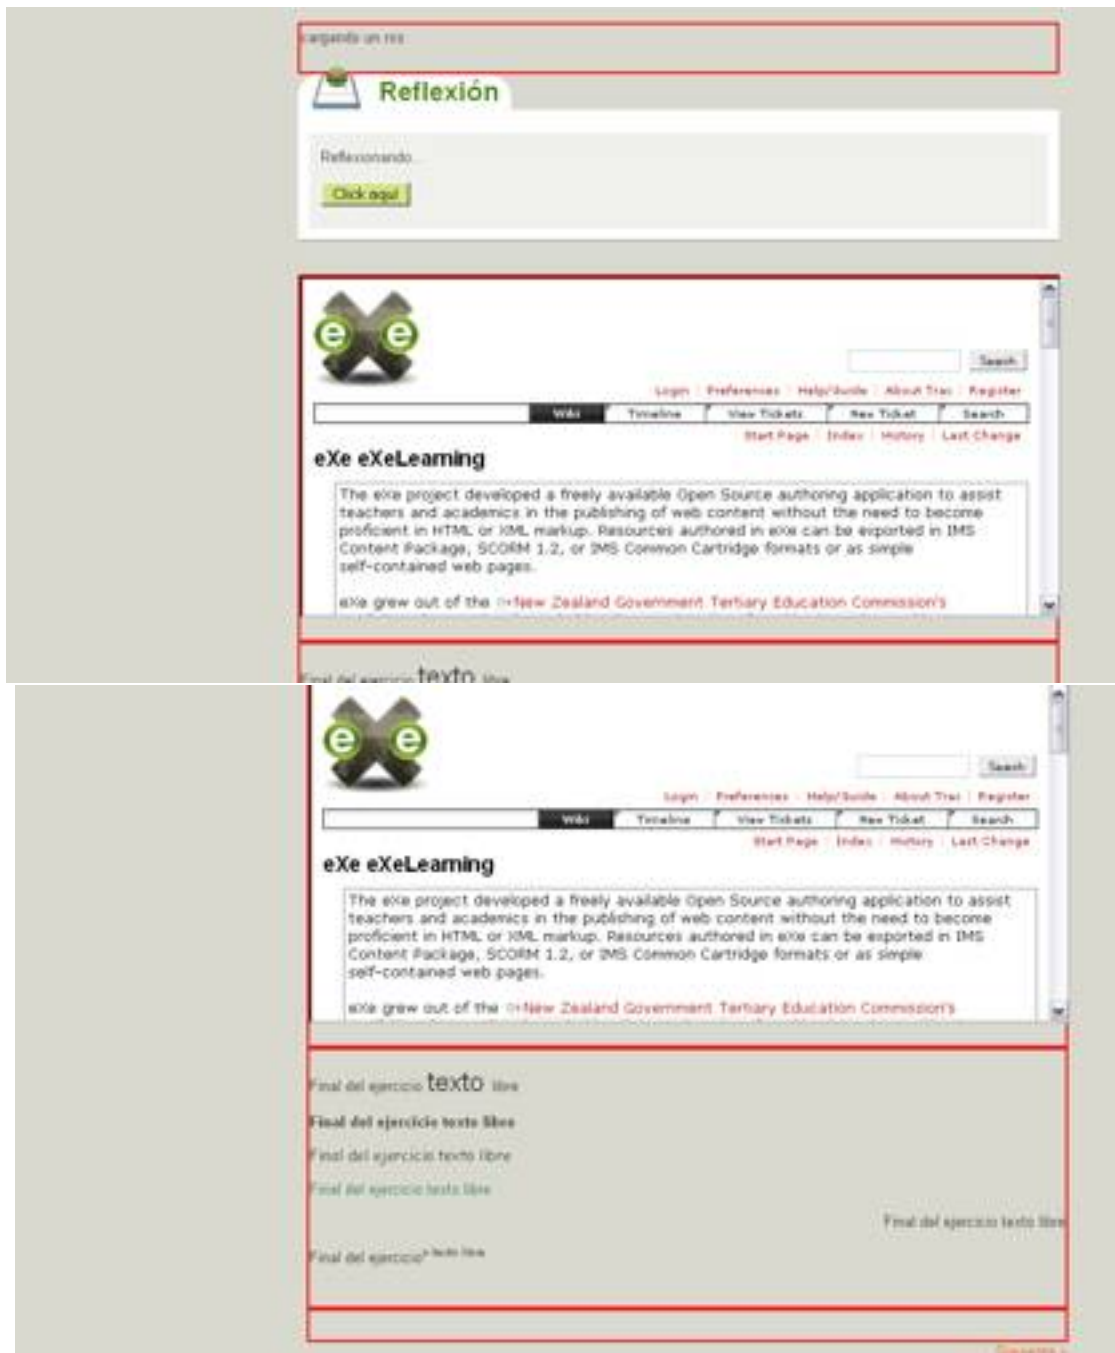 cargando un rss
Reflexión
Reflexionando...
Click aquí
e e
Search
Login Preferences Help/Guide About Trac Register
Wiki Timeline View Tickets New Ticket Search
Start Page Index History Last Change
eXe eXeLearning
The eXe project developed a freely available Open Source authoring application to assist
teachers and academics in the publishing of web content without the need to become
proficient in HTML or XML markup. Resources authored in eXe can be exported in IMS
Content Package, SCORM 1.2, or IMS Common Cartridge formats or as simple
self-contained web pages.
eXe grew out of the New Zealand Government Tertiary Education Commission's
Final del ejercicio texto libre
e e
Search
Login Preferences Help/Guide About Trac Register
Wiki Timeline View Tickets New Ticket Search
Start Page Index History Last Change
eXe eXeLearning
The eXe project developed a freely available Open Source authoring application to assist
teachers and academics in the publishing of web content without the need to become
proficient in HTML or XML markup. Resources authored in eXe can be exported in IMS
Content Package, SCORM 1.2, or IMS Common Cartridge formats or as simple
self-contained web pages.
eXe grew out of the New Zealand Government Tertiary Education Commission's
Final del ejercicio texto libre
Final del ejercicio texto libre
Final del ejercicio texto libre
Final del ejercicio texto libre
Final del ejercicio texto libre
Final del ejercicio texto libre